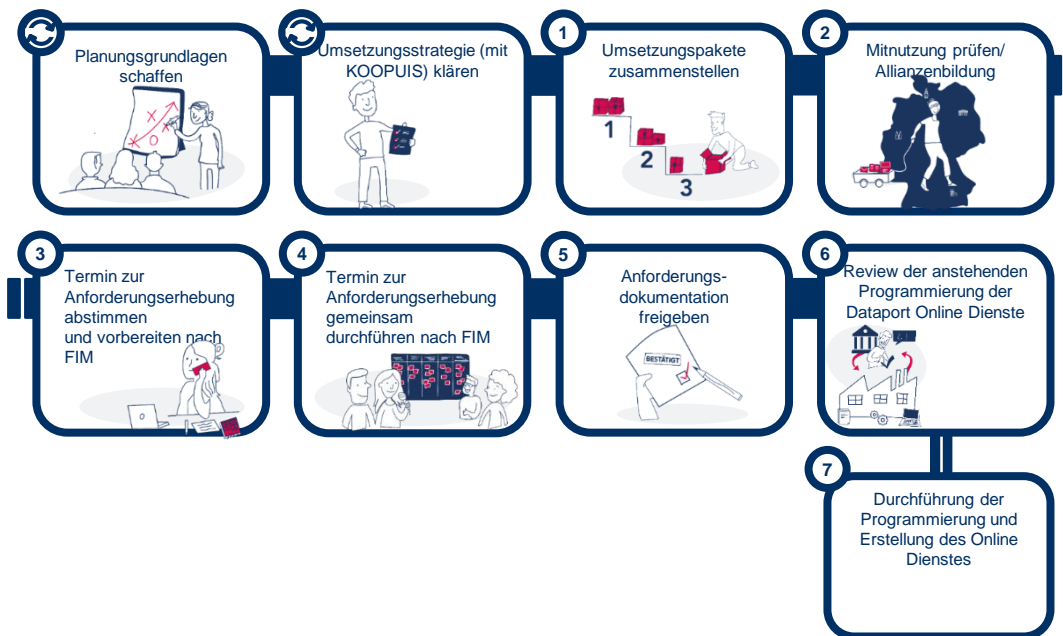 Planungsgrundlagen
schaffen
Umsetzungsstrategie (mit
KOOPUIS) klären
1
Umsetzungspakete
zusammenstellen
1
2
3
2
Mitnutzung prüfen/
Allianzenbildung
3
Termin zur
Anforderungserhebung
abstimmen
und vorbereiten nach
FIM
4
Termin zur
Anforderungserhebung
gemeinsam
durchführen nach FIM
5
Anforderungs-
dokumentation
freigeben
BESTÄTIGT
6
Review der anstehenden
Programmierung der
Dataport Online Dienste
7
Durchführung der
Programmierung und
Erstellung des Online
Dienstes